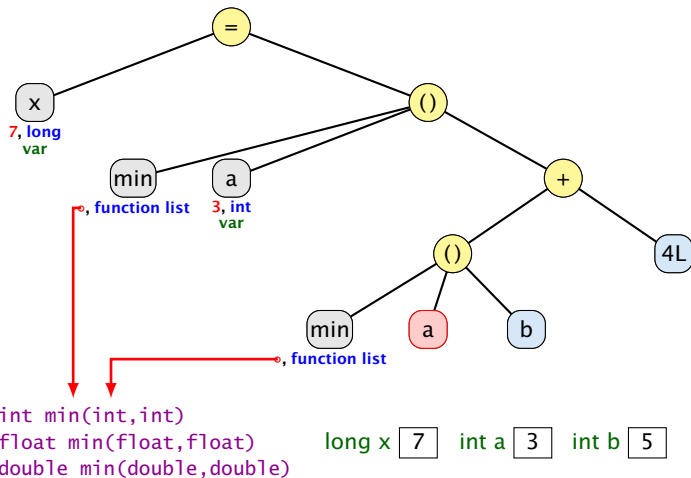 =
x
()
7, long
var
min
a
+
, function list
3, int
var
()
4L
min
a
b
, function list
int min(int,int)
float min(float,float)
double min(double,double)
long x 7 int a 3 int b 5